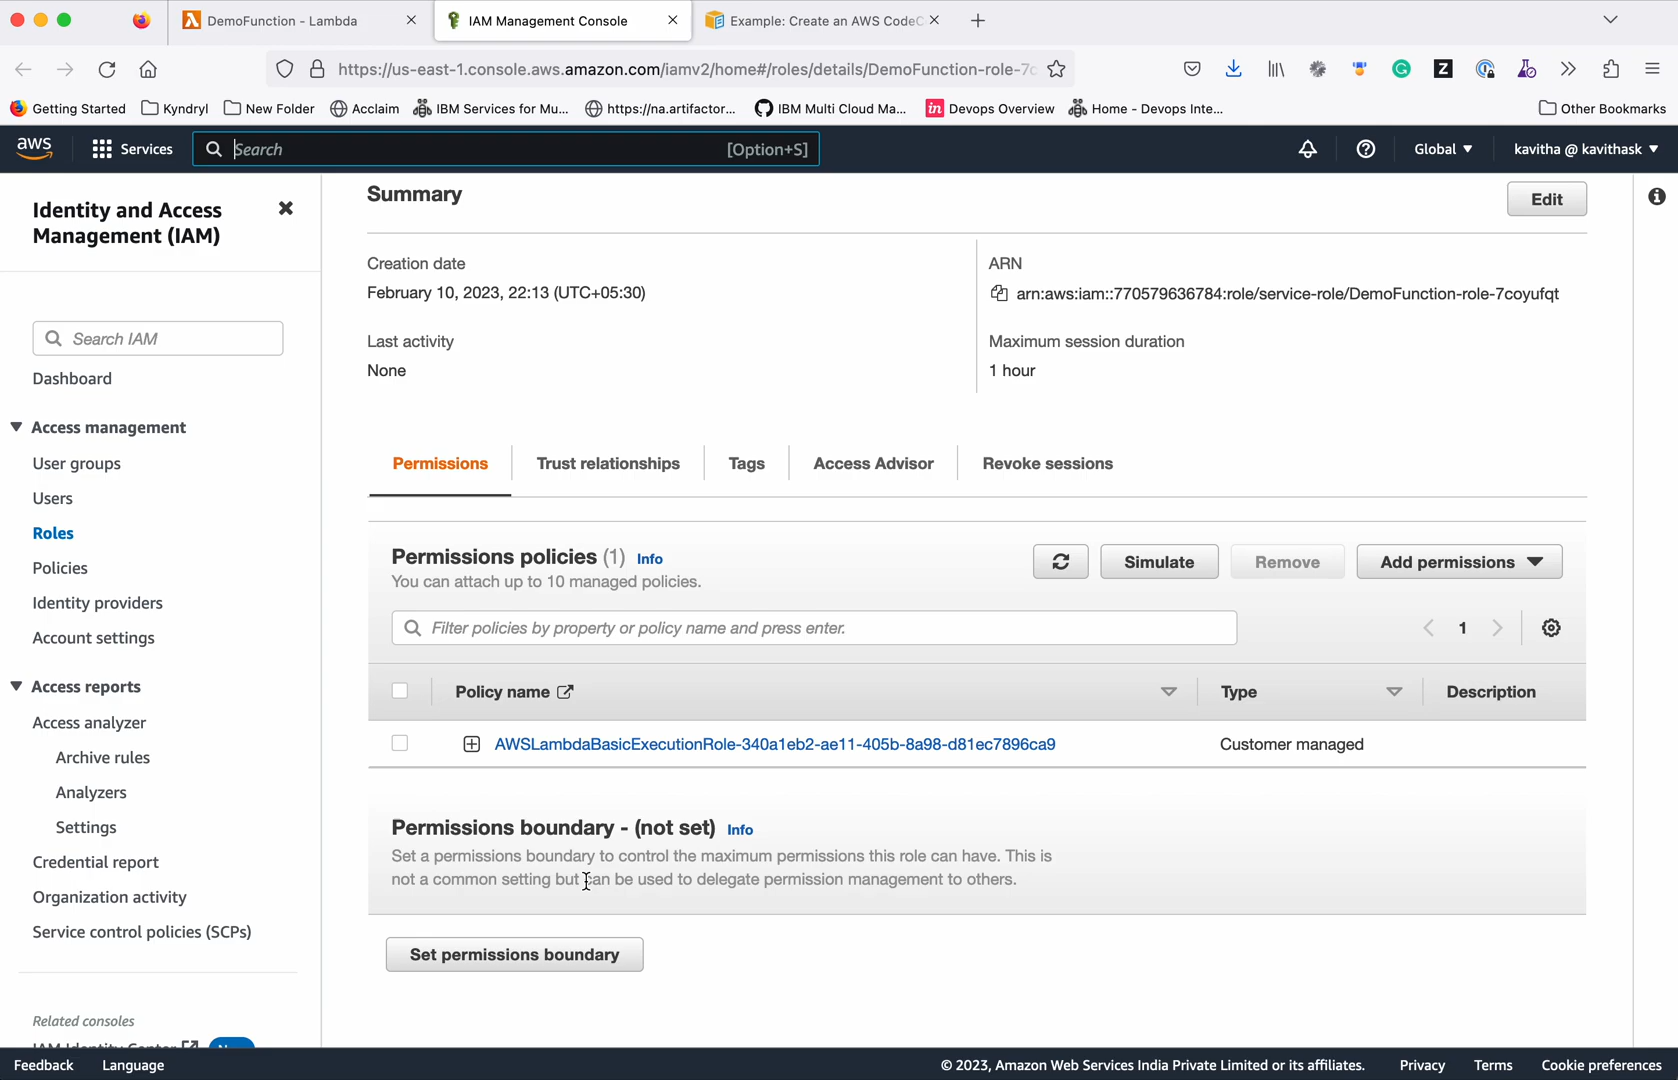 DemoFunction - Lambda
IAM Management Console
Example: Create an AWS CodeC
https://us-east-1.console.aws.amazon.com/iamv2/home#/roles/details/DemoFunction-role-7c
Getting Started
Kyndryl
New Folder
Acclaim
IBM Services for Mu...
https://na.artifactor...
IBM Multi Cloud Ma...
Devops Overview
Home - Devops Inte...
Other Bookmarks
aws
Services
Search
[Option+S]
Global
kavitha @ kavithask
Identity and Access
Management (IAM)
Search IAM
Dashboard
Access management
User groups
Users
Roles
Policies
Identity providers
Account settings
Access reports
Access analyzer
Archive rules
Analyzers
Settings
Credential report
Organization activity
Service control policies (SCPs)
Related consoles
Summary
Edit
Creation date
February 10, 2023, 22:13 (UTC+05:30)
ARN
arn:aws:iam::770579636784:role/service-role/DemoFunction-role-7coyufqt
Last activity
None
Maximum session duration
1 hour
Permissions
Trust relationships
Tags
Access Advisor
Revoke sessions
Permissions policies (1) Info
You can attach up to 10 managed policies.
Simulate
Remove
Add permissions
Filter policies by property or policy name and press enter.
1
Policy name
Type
Description
AWSLambdaBasicExecutionRole-340a1eb2-ae11-405b-8a98-d81ec7896ca9
Customer managed
Permissions boundary - (not set) Info
Set a permissions boundary to control the maximum permissions this role can have. This is
not a common setting but can be used to delegate permission management to others.
Set permissions boundary
Feedback
Language
© 2023, Amazon Web Services India Private Limited or its affiliates.
Privacy
Terms
Cookie preferences